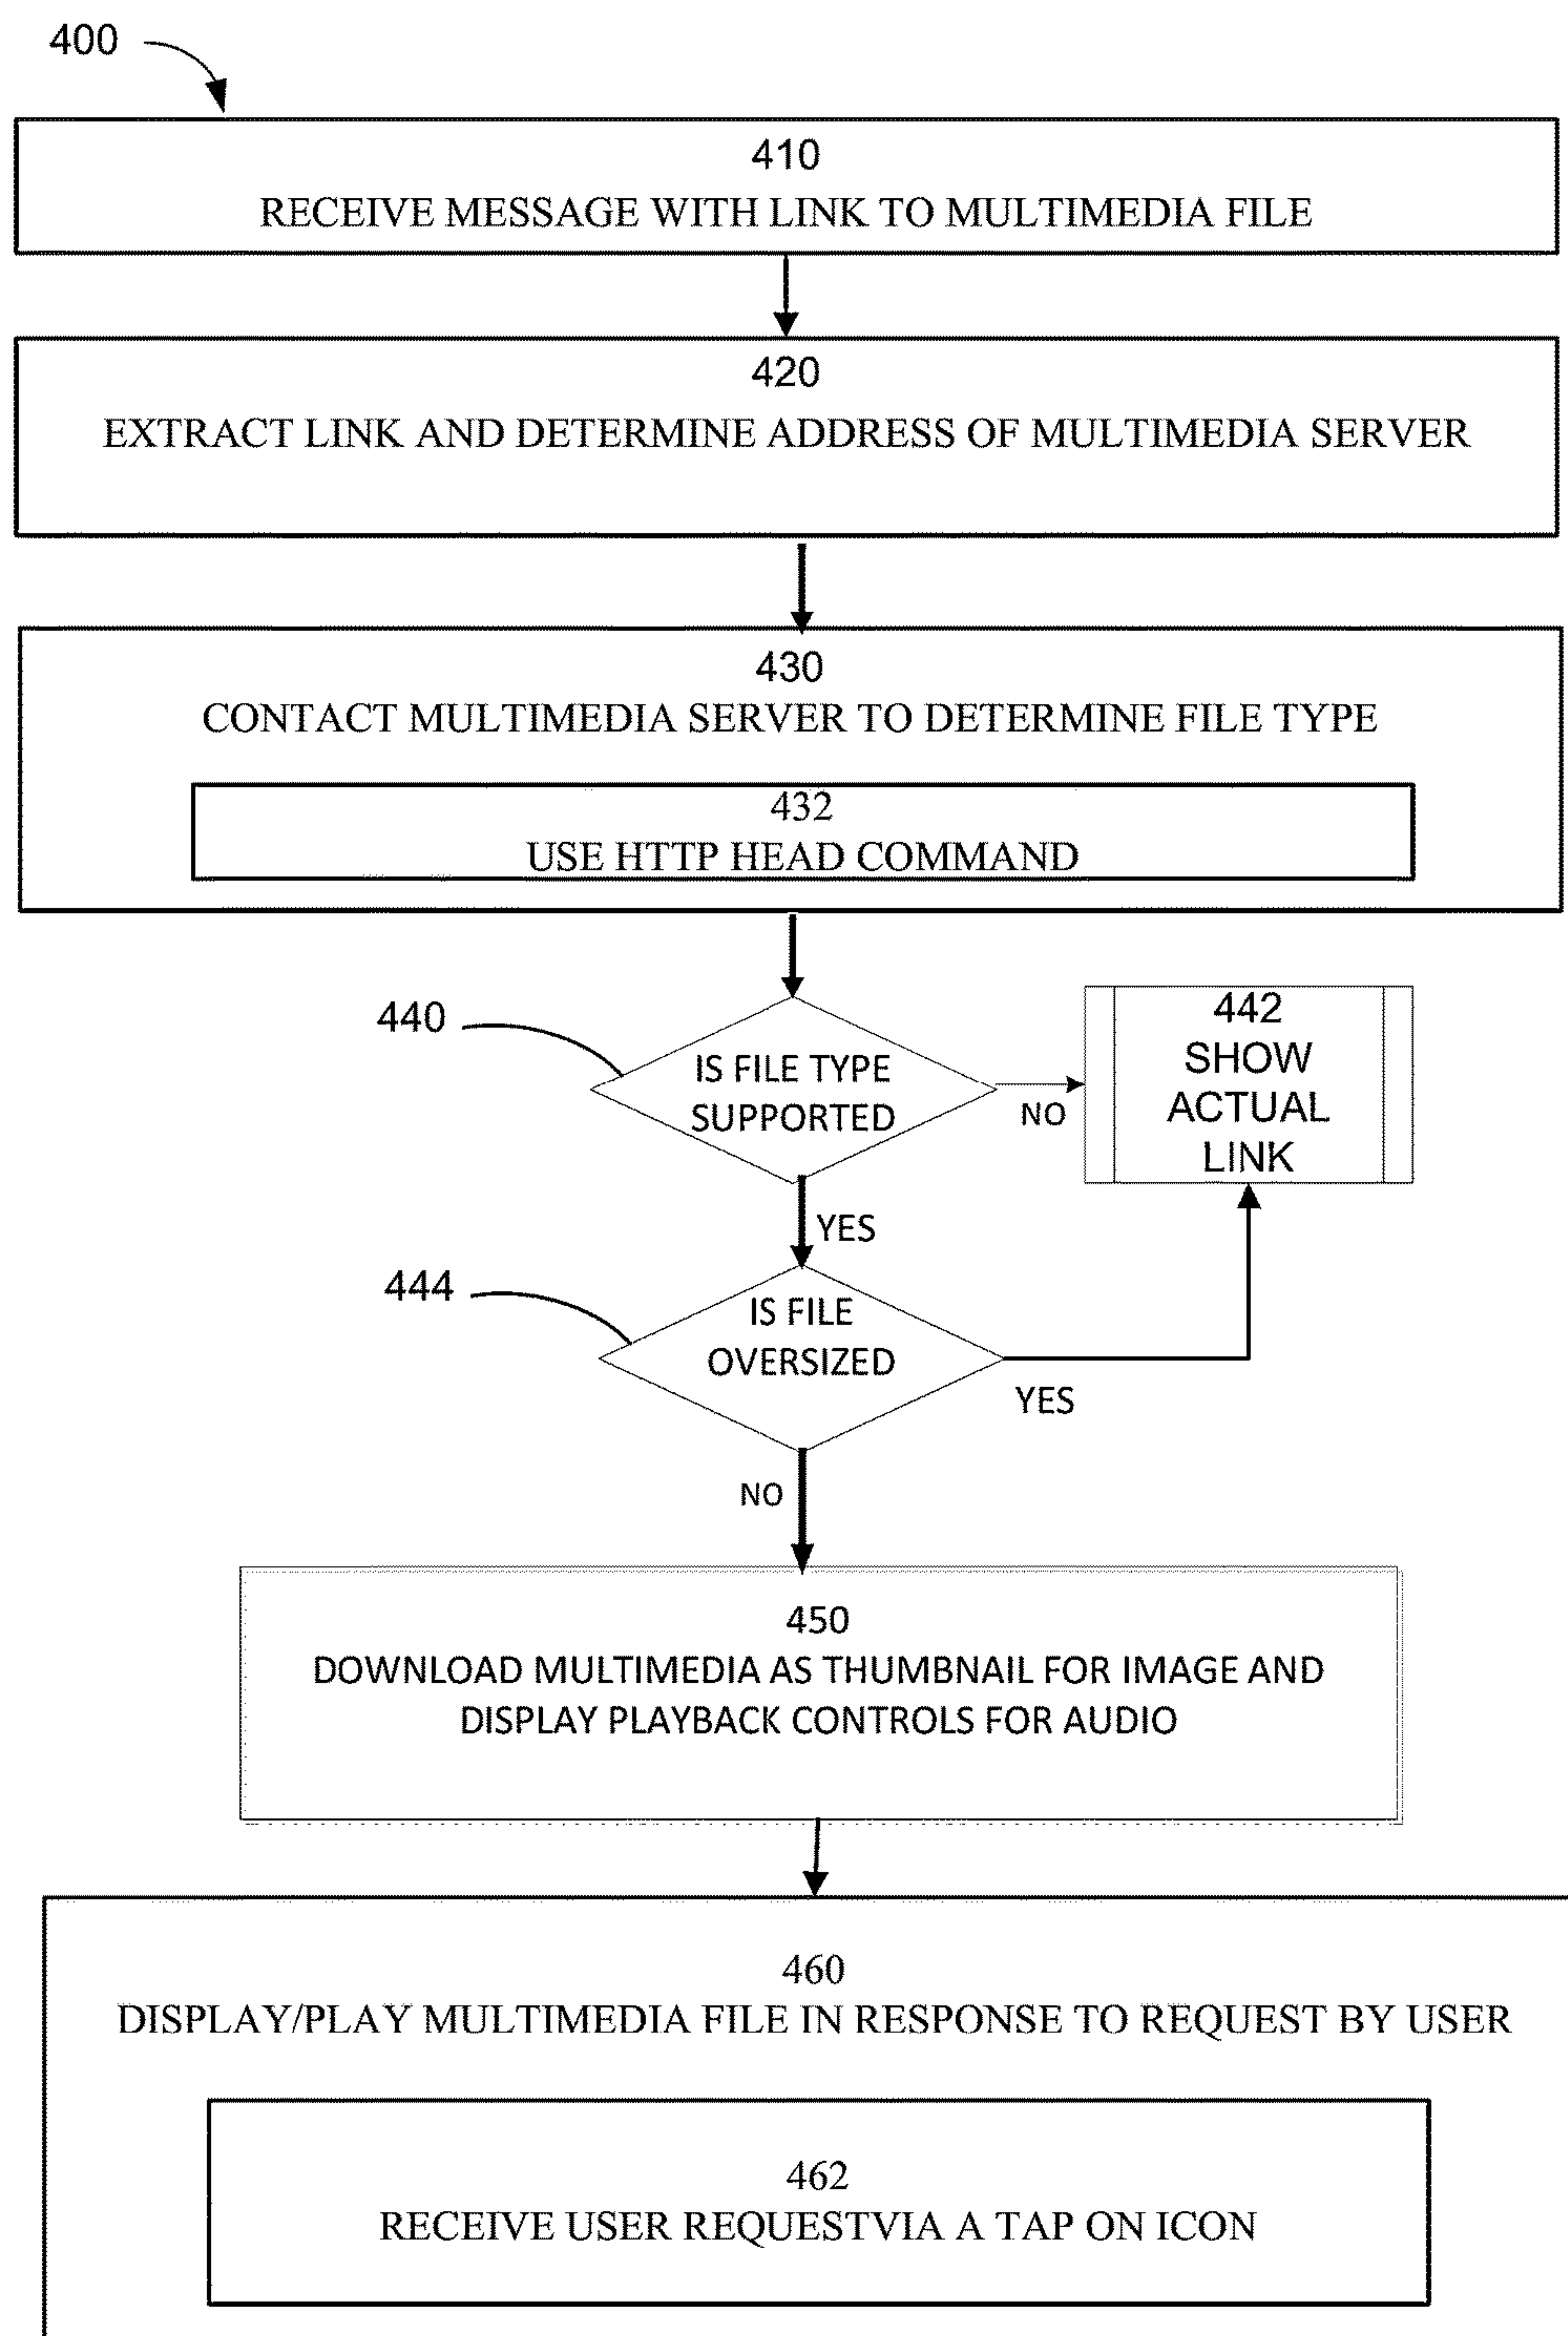 400
410
RECEIVE MESSAGE WITH LINK TO MULTIMEDIA FILE
420
EXTRACT LINK AND DETERMINE ADDRESS OF MULTIMEDIA SERVER
430
CONTACT MULTIMEDIA SERVER TO DETERMINE FILE TYPE
432
USE HTTP HEAD COMMAND
440
IS FILE TYPE
SUPPORTED
NO
442
SHOW
ACTUAL
LINK
YES
444
IS FILE
OVERSIZED
YES
NO
450
DOWNLOAD MULTIMEDIA AS THUMBNAIL FOR IMAGE AND
DISPLAY PLAYBACK CONTROLS FOR AUDIO
460
DISPLAY/PLAY MULTIMEDIA FILE IN RESPONSE TO REQUEST BY USER
462
RECEIVE USER REQUESTVIA A TAP ON ICON